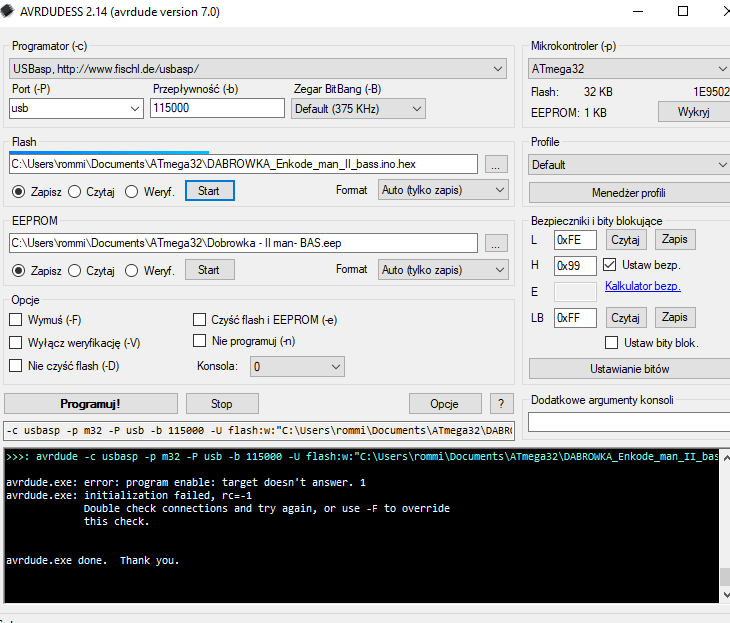 AVRDUDESS 2.14 (avrdude version 7.0)
Programator (-c)
USBasp, http://www.fischl.de/usbasp/
Port (-P) Przepływność (-b) Zegar BitBang (-B)
usb 115000 Default (375 KHz)
Mikrokontroler (-p)
ATmega32
Flash: 32 KB 1E9502
EEPROM: 1 KB Wykryj
Flash
C:\Users\rommi\Documents\ATmega32\DABROWKA_Enkode_man_II_bass.ino.hex ...
Zapisz Czytaj Weryf. Start Format Auto (tylko zapis)
Profile
Default
Menedżer profili
EEPROM
C:\Users\rommi\Documents\ATmega32\Dobrowka - II man- BAS.eep ...
Zapisz Czytaj Weryf. Start Format Auto (tylko zapis)
Bezpieczniki i bity blokujące
L 0xFE Czytaj Zapis
H 0x99 Ustaw bezp.
E Kalkulator bezp.
LB 0xFF Czytaj Zapis
Ustaw bity blok.
Ustawianie bitów
Opcje
Wymuś (-F) Czyść flash i EEPROM (-e)
Wyłącz weryfikację (-V) Nie programuj (-n)
Nie czyść flash (-D) Konsola: 0
Programuj! Stop Opcje ?
Dodatkowe argumenty konsoli
-c usbasp -p m32 -P usb -b 115000 -U flash:w:"C:\Users\rommi\Documents\ATmega32\DABRO
>>>: avrdude -c usbasp -p m32 -P usb -b 115000 -U flash:w:"C:\Users\rommi\Documents\ATmega32\DABROWKA_Enkode_man_II_bas
avrdude.exe: error: program enable: target doesn't answer. 1
avrdude.exe: initialization failed, rc=-1
Double check connections and try again, or use -F to override
this check.
avrdude.exe done. Thank you.